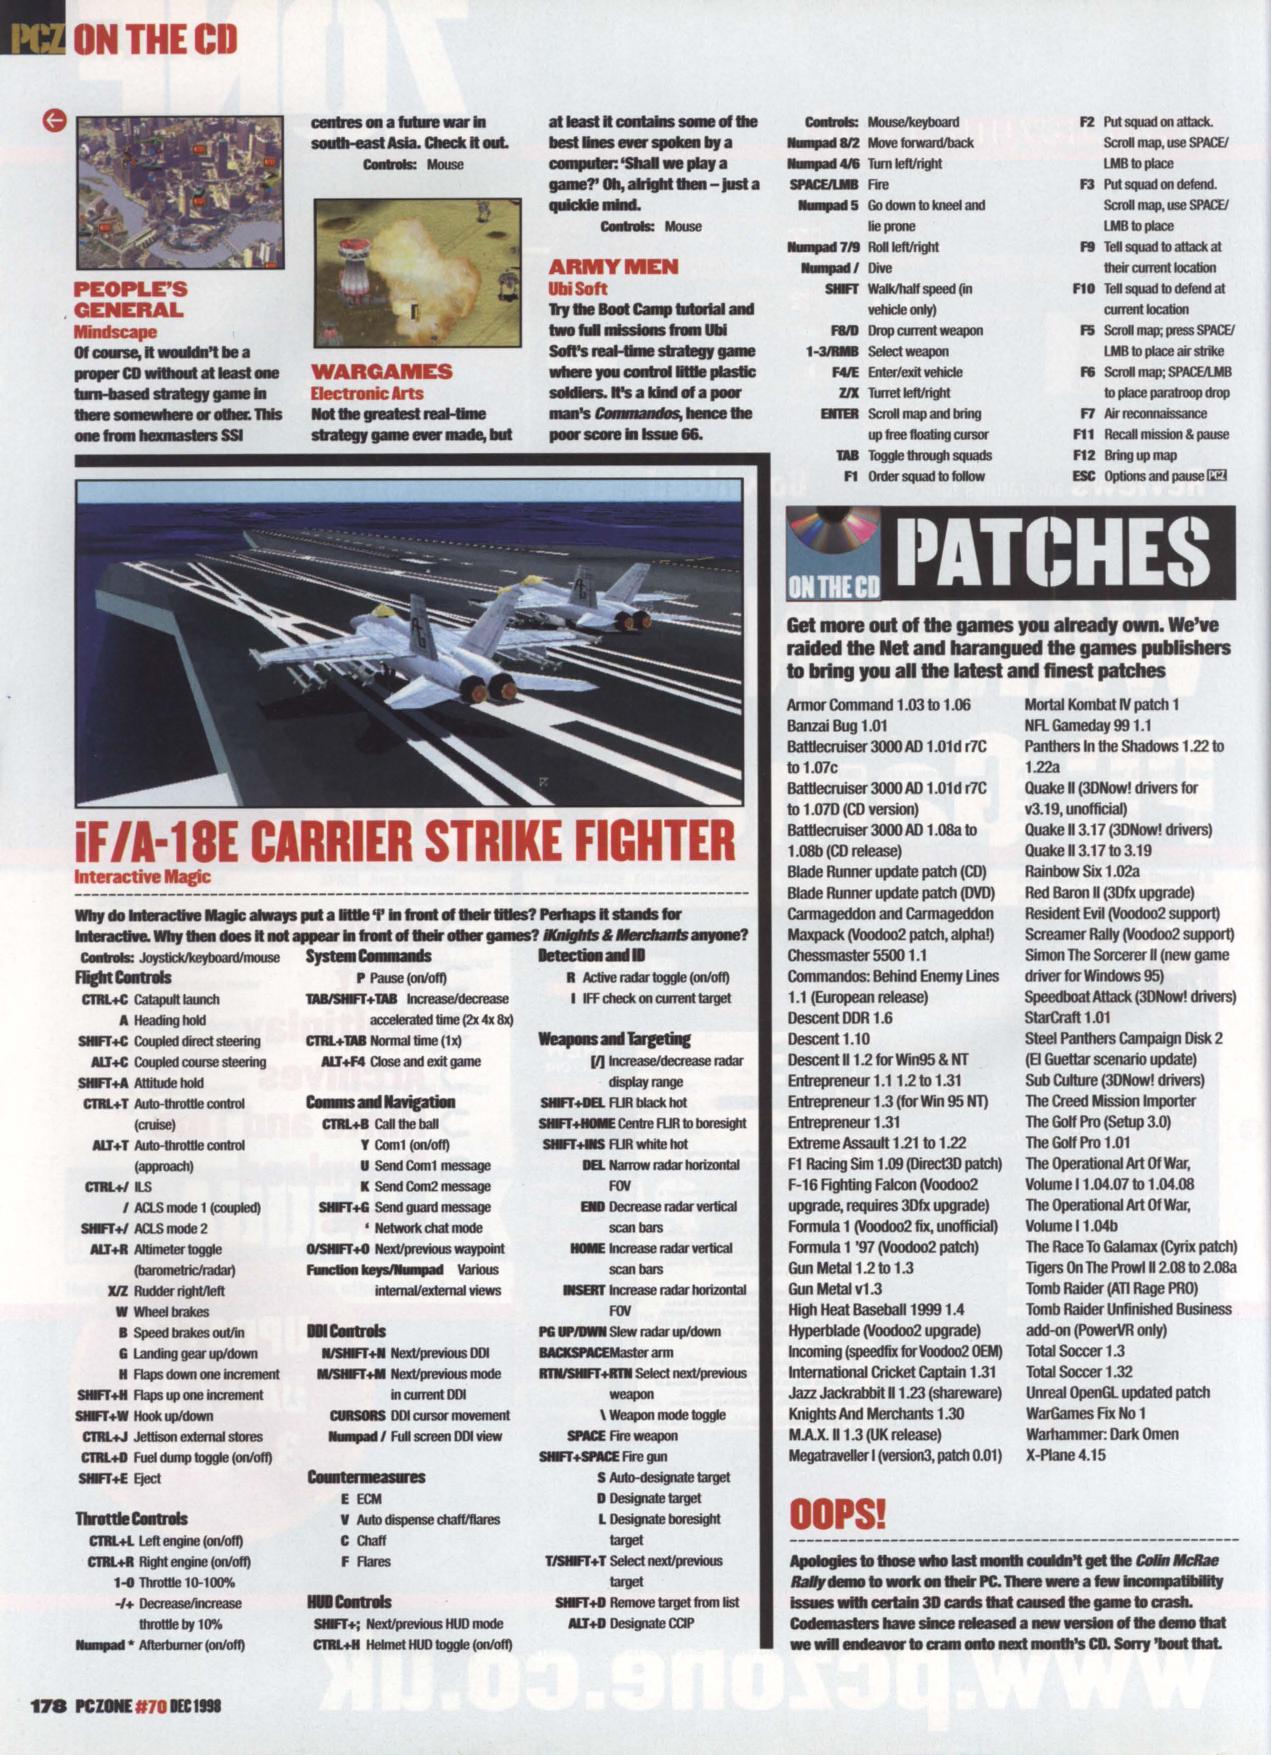 PCZ ON THE CD
PEOPLE'S
GENERAL
Mindscape
Of course, it wouldn't be a
proper CD without at least one
turn-based strategy game in
there somewhere or other. This
one from hexmasters SSI
centres on a future war in
south-east Asia. Check it out.
Controls: Mouse
WARGAMES
Electronic Arts
Not the greatest real-time
strategy game ever made, but
at least it contains some of the
best lines ever spoken by a
computer: 'Shall we play a
game?' Oh, alright then – just a
quickie mind.
Controls: Mouse
ARMY MEN
Ubi Soft
Try the Boot Camp tutorial and
two full missions from Ubi
Soft's real-time strategy game
where you control little plastic
soldiers. It's a kind of a poor
man's Commandos, hence the
poor score in Issue 66.
Controls: Mouse/keyboard
Numpad 8/2 Move forward/back
Numpad 4/6 Turn left/right
SPACE/LMB Fire
Numpad 5 Go down to kneel and
lie prone
Numpad 7/9 Roll left/right
Numpad / Dive
SHIFT Walk/half speed (in
vehicle only)
F8/D Drop current weapon
1-3/RMB Select weapon
F4/E Enter/exit vehicle
Z/X Turret left/right
ENTER Scroll map and bring
up free floating cursor
TAB Toggle through squads
F1 Order squad to follow
F2 Put squad on attack.
Scroll map, use SPACE/
LMB to place
F3 Put squad on defend.
Scroll map, use SPACE/
LMB to place
F9 Tell squad to attack at
their current location
F10 Tell squad to defend at
current location
F5 Scroll map; press SPACE/
LMB to place air strike
F6 Scroll map; SPACE/LMB
to place paratroop drop
F7 Air reconnaissance
F11 Recall mission & pause
F12 Bring up map
ESC Options and pause PCZ
iF/A-18E CARRIER STRIKE FIGHTER
Interactive Magic
Why do Interactive Magic always put a little 'i' in front of their titles? Perhaps it stands for
Interactive. Why then does it not appear in front of their other games? iKnights & Merchants anyone?
Controls: Joystick/keyboard/mouse
Flight Controls
CTRL+C Catapult launch
A Heading hold
SHIFT+C Coupled direct steering
ALT+C Coupled course steering
SHIFT+A Attitude hold
CTRL+T Auto-throttle control
(cruise)
ALT+T Auto-throttle control
(approach)
CTRL+/ ILS
/ ACLS mode 1 (coupled)
SHIFT+/ ACLS mode 2
ALT+R Altimeter toggle
(barometric/radar)
X/Z Rudder right/left
W Wheel brakes
B Speed brakes out/in
G Landing gear up/down
H Flaps down one increment
SHIFT+H Flaps up one increment
SHIFT+W Hook up/down
CTRL+J Jettison external stores
CTRL+D Fuel dump toggle (on/off)
SHIFT+E Eject
Throttle Controls
CTRL+L Left engine (on/off)
CTRL+R Right engine (on/off)
1-0 Throttle 10-100%
-/+ Decrease/increase
throttle by 10%
Numpad * Afterburner (on/off)
System Commands
P Pause (on/off)
TAB/SHIFT+TAB Increase/decrease
accelerated time (2x 4x 8x)
CTRL+TAB Normal time (1x)
ALT+F4 Close and exit game
Comms and Navigation
CTRL+B Call the ball
Y Com1 (on/off)
U Send Com1 message
K Send Com2 message
SHIFT+G Send guard message
' Network chat mode
O/SHIFT+O Next/previous waypoint
Function keys/Numpad Various
internal/external views
DDI Controls
N/SHIFT+N Next/previous DDI
M/SHIFT+M Next/previous mode
in current DDI
CURSORS DDI cursor movement
Numpad / Full screen DDI view
Countermeasures
E ECM
V Auto dispense chaff/flares
C Chaff
F Flares
HUD Controls
SHIFT+; Next/previous HUD mode
CTRL+H Helmet HUD toggle (on/off)
Detection and ID
R Active radar toggle (on/off)
I IFF check on current target
Weapons and Targeting
[/] Increase/decrease radar
display range
SHIFT+DEL FLIR black hot
SHIFT+HOME Centre FLIR to boresight
SHIFT+INS FLIR white hot
DEL Narrow radar horizontal
FOV
END Decrease radar vertical
scan bars
HOME Increase radar vertical
scan bars
INSERT Increase radar horizontal
FOV
PG UP/DWN Slew radar up/down
BACKSPACE Master arm
RTN/SHIFT+RTN Select next/previous
weapon
\ Weapon mode toggle
SPACE Fire weapon
SHIFT+SPACE Fire gun
S Auto-designate target
D Designate target
L Designate boresight
target
T/SHIFT+T Select next/previous
target
SHIFT+D Remove target from list
ALT+D Designate CCIP
ON THE CD
PATCHES
Get more out of the games you already own. We've
raided the Net and harangued the games publishers
to bring you all the latest and finest patches
Armor Command 1.03 to 1.06
Banzai Bug 1.01
Battlecruiser 3000 AD 1.01d r7C
to 1.07c
Battlecruiser 3000 AD 1.01d r7C
to 1.07D (CD version)
Battlecruiser 3000 AD 1.08a to
1.08b (CD release)
Blade Runner update patch (CD)
Blade Runner update patch (DVD)
Carmageddon and Carmageddon
Maxpack (Voodoo2 patch, alpha!)
Chessmaster 5500 1.1
Commandos: Behind Enemy Lines
1.1 (European release)
Descent DDR 1.6
Descent 1.10
Descent II 1.2 for Win95 & NT
Entrepreneur 1.1 1.2 to 1.31
Entrepreneur 1.3 (for Win 95 NT)
Entrepreneur 1.31
Extreme Assault 1.21 to 1.22
F1 Racing Sim 1.09 (Direct3D patch)
F-16 Fighting Falcon (Voodoo2
upgrade, requires 3Dfx upgrade)
Formula 1 (Voodoo2 fix, unofficial)
Formula 1 '97 (Voodoo2 patch)
Gun Metal 1.2 to 1.3
Gun Metal v1.3
High Heat Baseball 1999 1.4
Hyperblade (Voodoo2 upgrade)
Incoming (speedfix for Voodoo2 OEM)
International Cricket Captain 1.31
Jazz Jackrabbit II 1.23 (shareware)
Knights And Merchants 1.30
M.A.X. II 1.3 (UK release)
Megatraveller I (version3, patch 0.01)
Mortal Kombat IV patch 1
NFL Gameday 99 1.1
Panthers In the Shadows 1.22 to
1.22a
Quake II (3DNow! drivers for
v3.19, unofficial)
Quake II 3.17 (3DNow! drivers)
Quake II 3.17 to 3.19
Rainbow Six 1.02a
Red Baron II (3Dfx upgrade)
Resident Evil (Voodoo2 support)
Screamer Rally (Voodoo2 support)
Simon The Sorcerer II (new game
driver for Windows 95)
Speedboat Attack (3DNow! drivers)
StarCraft 1.01
Steel Panthers Campaign Disk 2
(El Guettar scenario update)
Sub Culture (3DNow! drivers)
The Creed Mission Importer
The Golf Pro (Setup 3.0)
The Golf Pro 1.01
The Operational Art Of War,
Volume I 1.04.07 to 1.04.08
The Operational Art Of War,
Volume I 1.04b
The Race To Galamax (Cyrix patch)
Tigers On The Prowl II 2.08 to 2.08a
Tomb Raider (ATI Rage PRO)
Tomb Raider Unfinished Business
add-on (PowerVR only)
Total Soccer 1.3
Total Soccer 1.32
Unreal OpenGL updated patch
WarGames Fix No 1
Warhammer: Dark Omen
X-Plane 4.15
OOPS!
Apologies to those who last month couldn't get the Colin McRae
Rally demo to work on their PC. There were a few incompatibility
issues with certain 3D cards that caused the game to crash.
Codemasters have since released a new version of the demo that
we will endeavor to cram onto next month's CD. Sorry 'bout that.
178 PC ZONE #70 DEC 1998